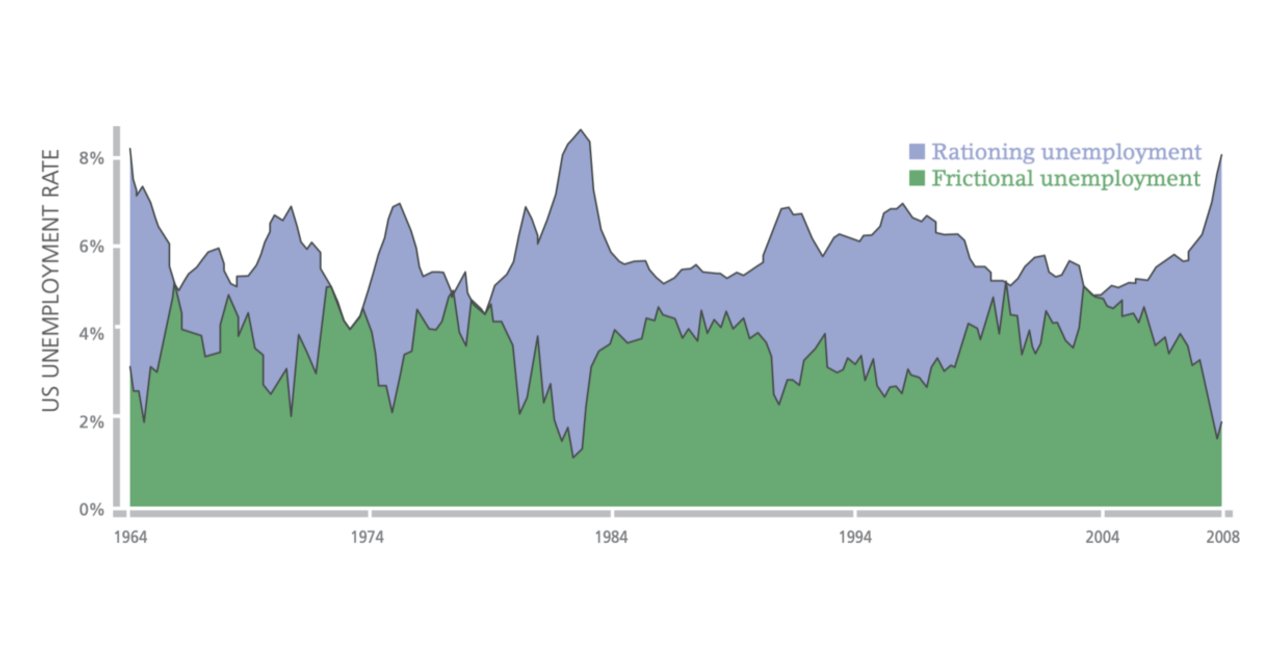 US UNEMPLOYMENT RATE
8%
6%
4%
2%
0%
Rationing unemployment
Frictional unemployment
1964 1974 1984 1994 2004 2008